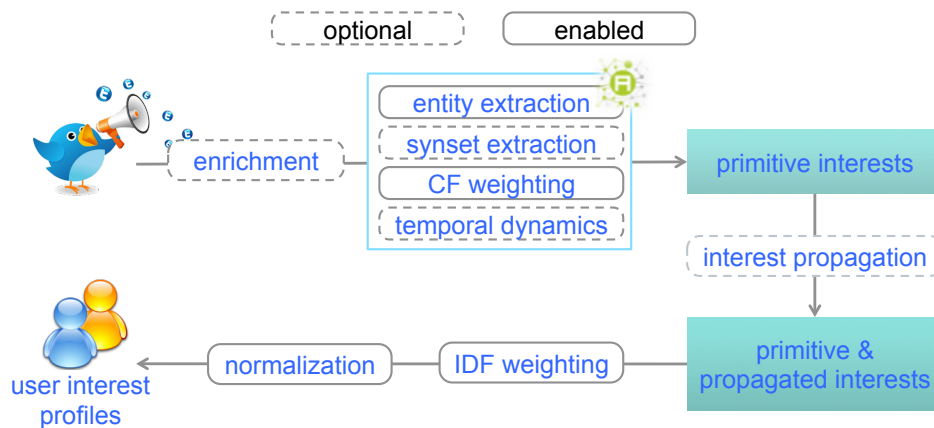 optional
enabled
entity extraction
enrichment
synset extraction
CF weighting
temporal dynamics
primitive interests
interest propagation
normalization
IDF weighting
primitive &
propagated interests
user interest
profiles